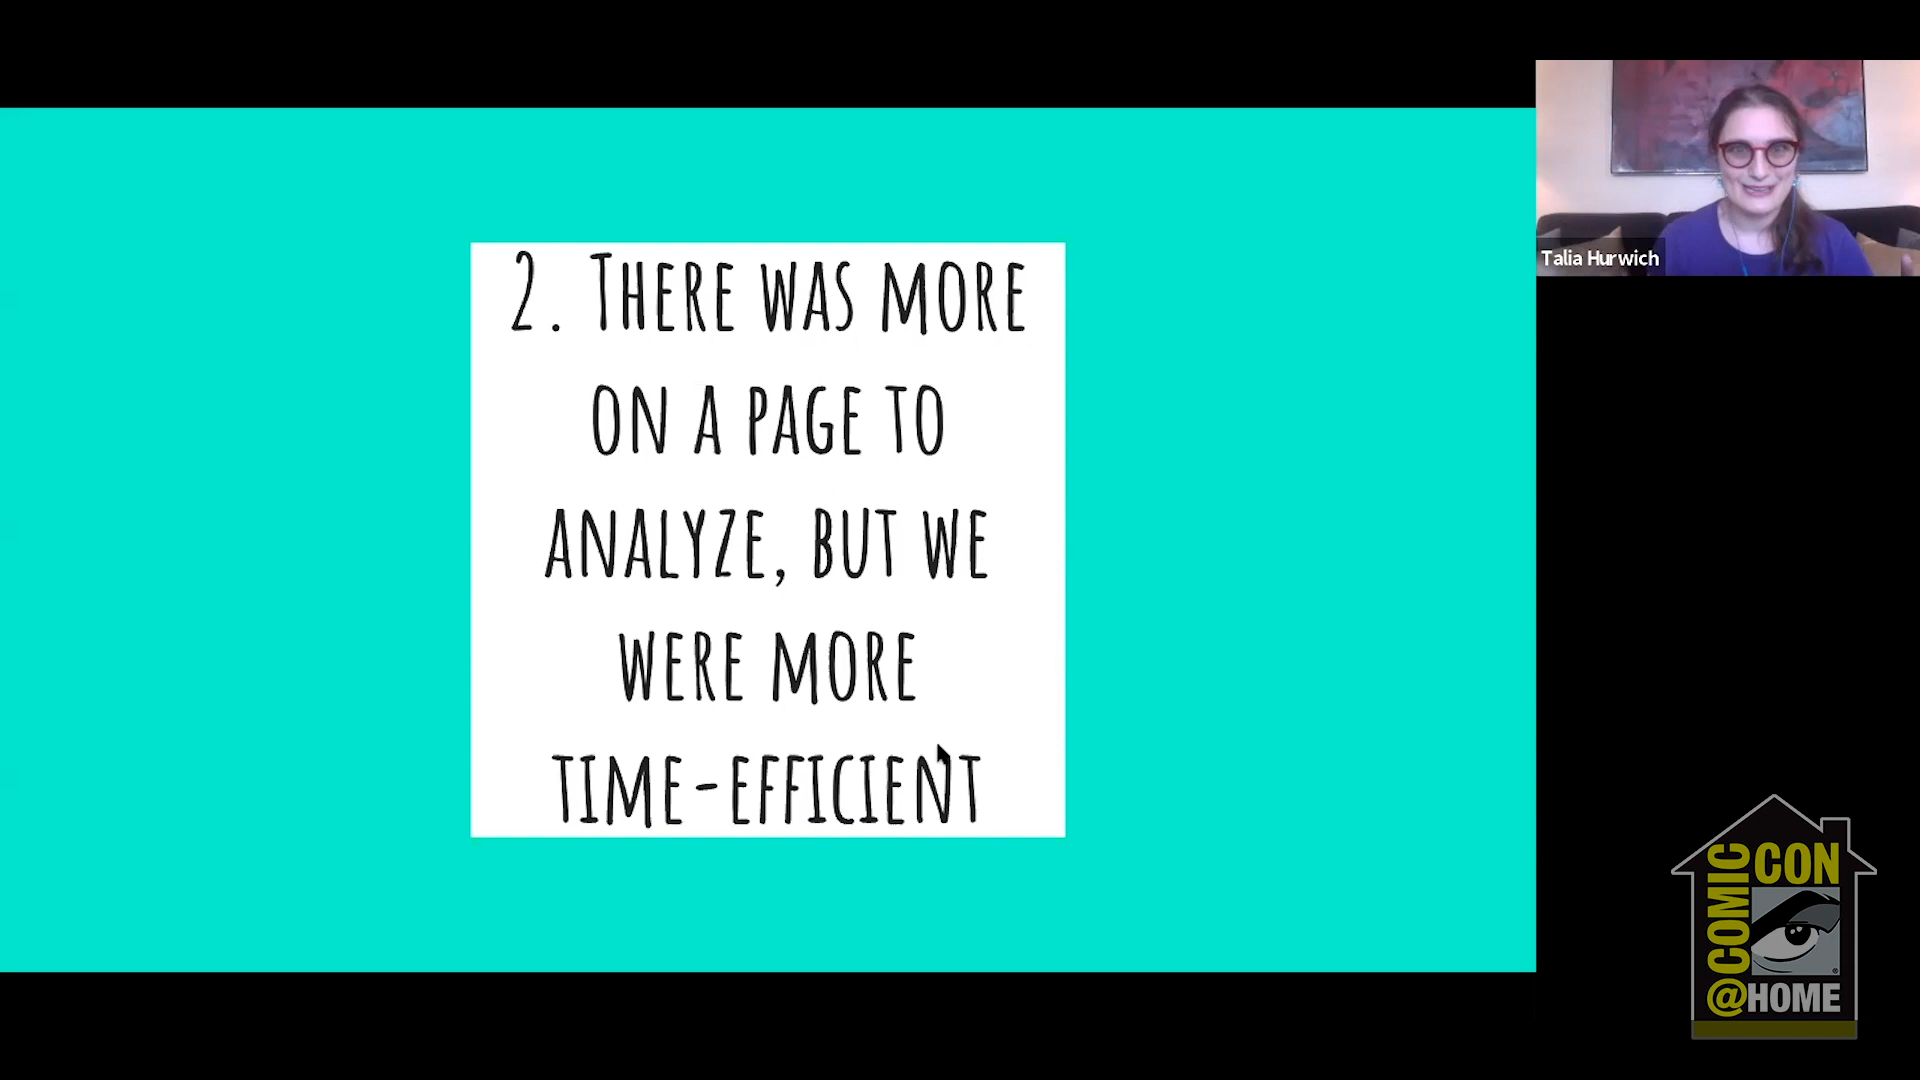 2. THERE WAS MORE
ON A PAGE TO
ANALYZE, BUT WE
WERE MORE
TIME-EFFICIENT
Talia Hurwich
COMIC
CON
@HOME